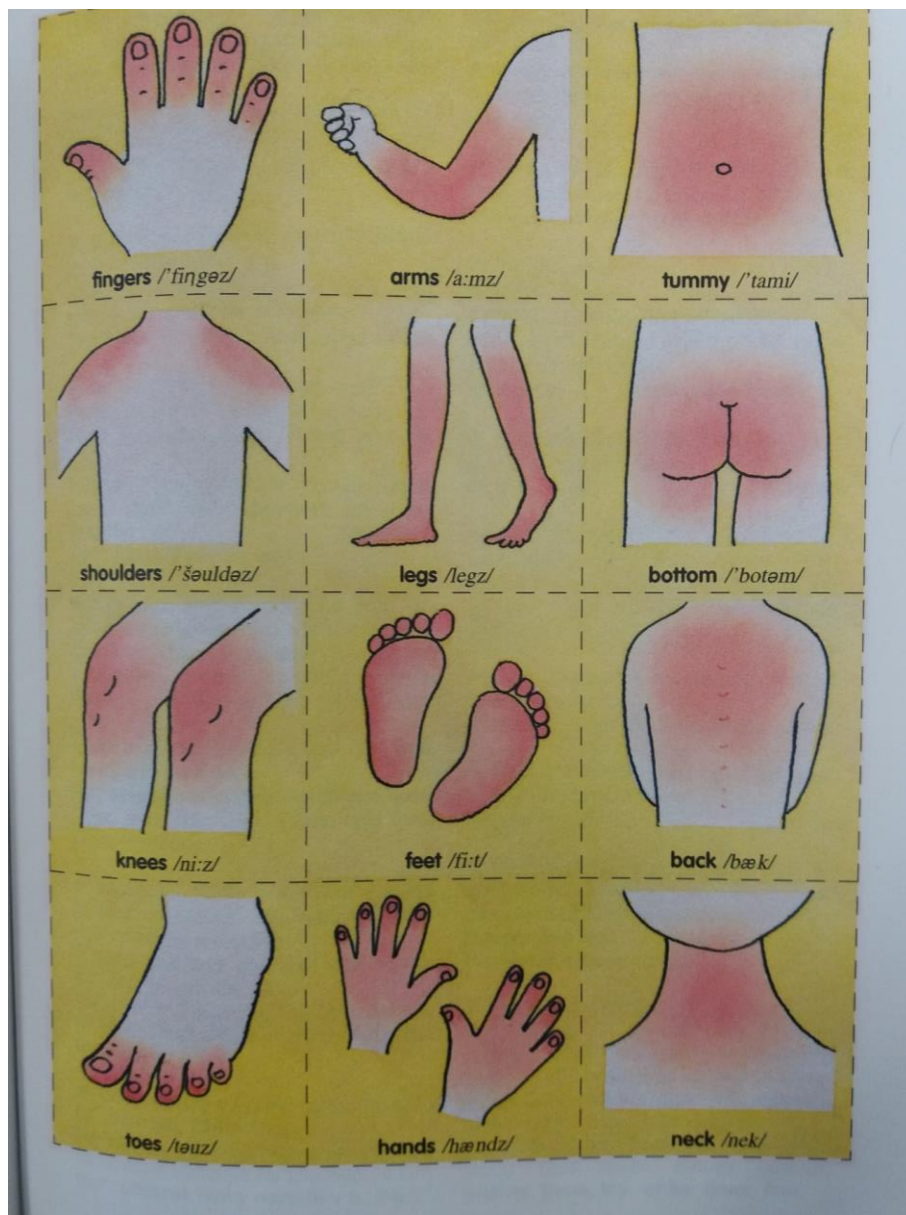 fingers /'fiŋgəz/
arms /a:mz/
tummy /'tami/
shoulders /'šəuldəz/
legs /legz/
bottom /'botəm/
knees /ni:z/
feet /fi:t/
back /bæk/
toes /təuz/
hands /hændz/
neck /nek/